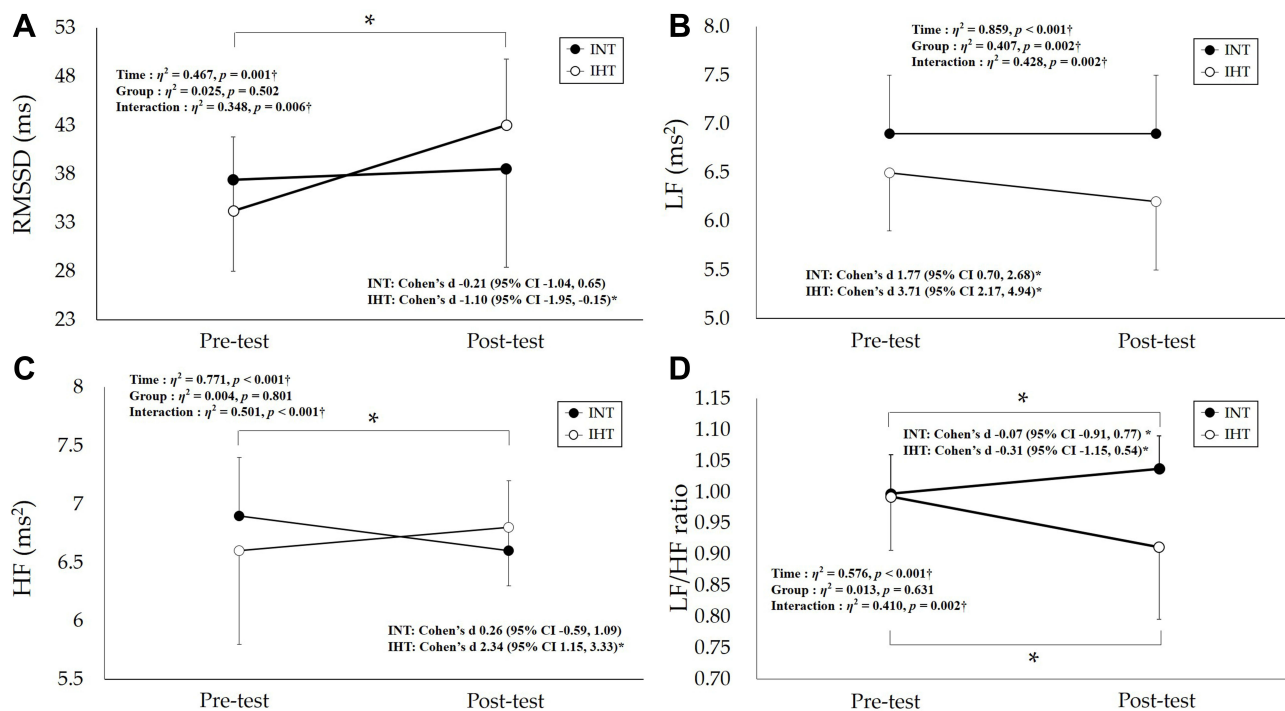 A
*
INT
IHT
Time : η² = 0.467, p = 0.001†
Group : η² = 0.025, p = 0.502
Interaction : η² = 0.348, p = 0.006†
RMSSD (ms)
53
48
43
38
33
28
23
INT: Cohen's d -0.21 (95% CI -1.04, 0.65)
IHT: Cohen's d -1.10 (95% CI -1.95, -0.15)*
Pre-test
Post-test
B
Time : η² = 0.859, p < 0.001†
Group : η² = 0.407, p = 0.002†
Interaction : η² = 0.428, p = 0.002†
INT
IHT
LF (ms²)
8.0
7.5
7.0
6.5
6.0
5.5
5.0
INT: Cohen's d 1.77 (95% CI 0.70, 2.68)*
IHT: Cohen's d 3.71 (95% CI 2.17, 4.94)*
Pre-test
Post-test
C
Time : η² = 0.771, p < 0.001†
Group : η² = 0.004, p = 0.801
Interaction : η² = 0.501, p < 0.001†
*
INT
IHT
HF (ms²)
8
7.5
7
6.5
6
5.5
INT: Cohen's d 0.26 (95% CI -0.59, 1.09)
IHT: Cohen's d 2.34 (95% CI 1.15, 3.33)*
Pre-test
Post-test
D
*
INT
IHT
INT: Cohen's d -0.07 (95% CI -0.91, 0.77) *
IHT: Cohen's d -0.31 (95% CI -1.15, 0.54)*
LF/HF ratio
1.15
1.10
1.05
1.00
0.95
0.90
0.85
0.80
0.75
0.70
Time : η² = 0.576, p < 0.001†
Group : η² = 0.013, p = 0.631
Interaction : η² = 0.410, p = 0.002†
*
Pre-test
Post-test